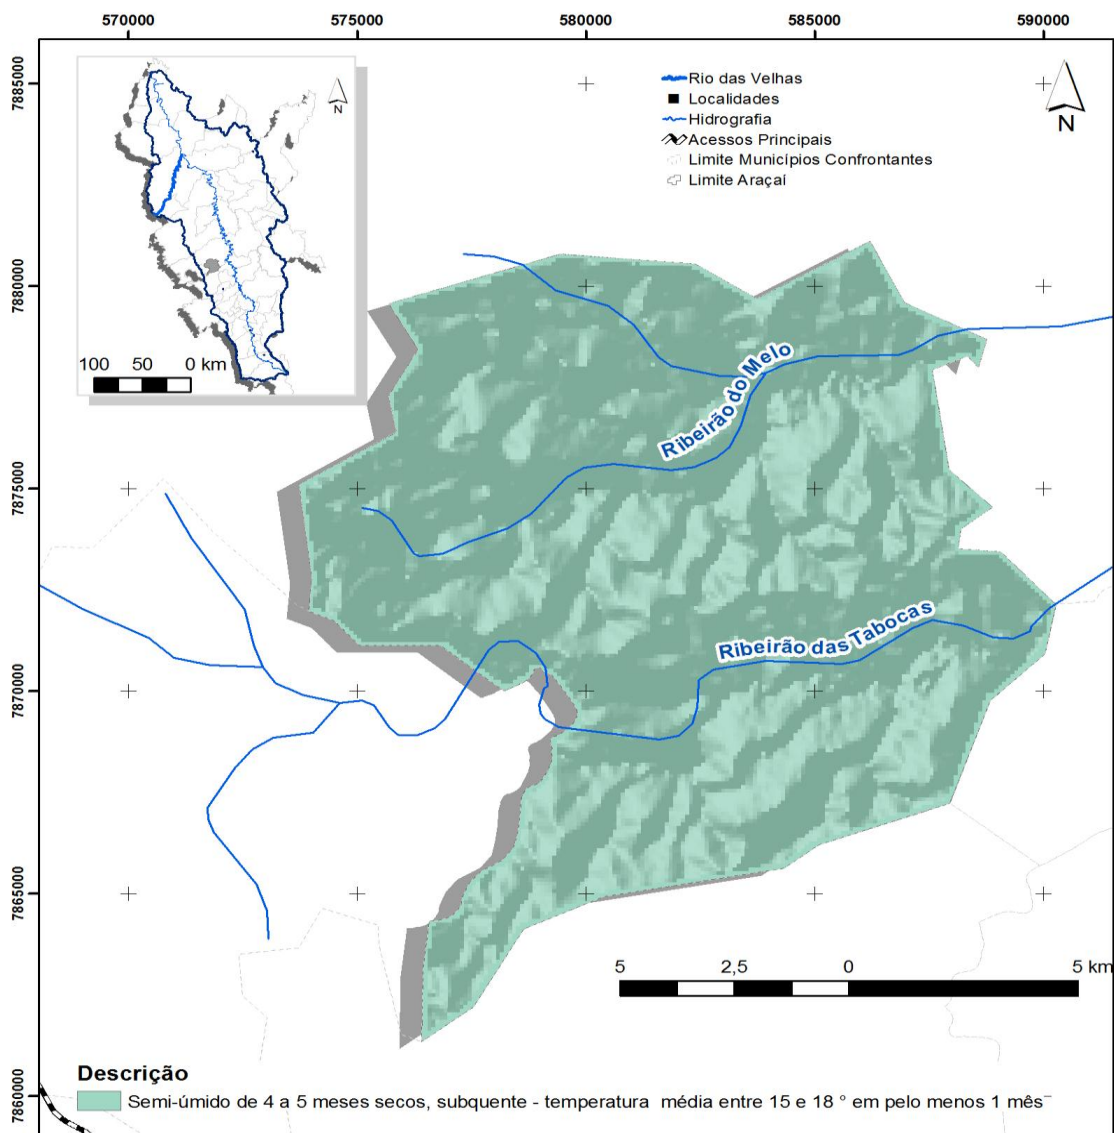 570000 575000 580000 585000 590000
7885000
7880000
7875000
7870000
7865000
7860000
N
100 50 0 km
Rio das Velhas
Localidades
Hidrografia
Acessos Principais
Limite Municípios Confrontantes
Limite Araçaí
N
Ribeirão do Melo
Ribeirão das Tabocas
5 2,5 0 5 km
Descrição
Semi-úmido de 4 a 5 meses secos, subquente - temperatura média entre 15 e 18 ° em pelo menos 1 mês